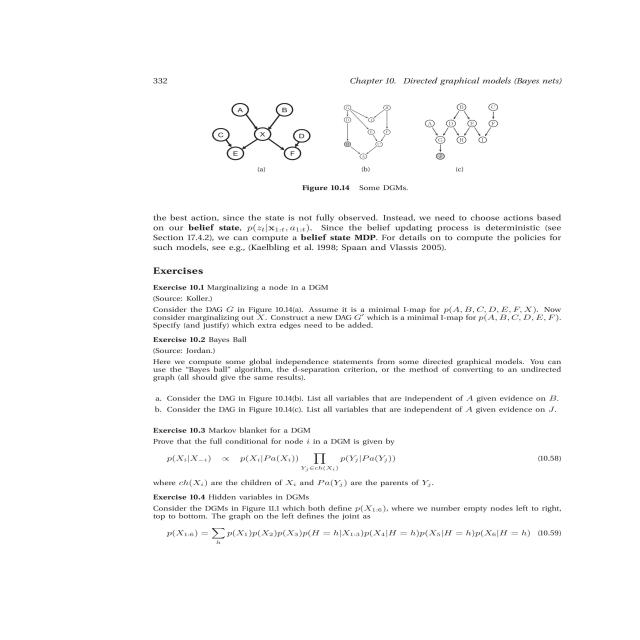 332
Chapter 10. Directed graphical models (Bayes nets)
A B
C X D
E F
(a) (b) (c)
Figure 10.14 Some DGMs.
the best action, since the state is not fully observed. Instead, we need to choose actions based
on our belief state, p(z_t|x_{1:t}, a_{1:t}). Since the belief updating process is deterministic (see
Section 17.4.2), we can compute a belief state MDP. For details on to compute the policies for
such models, see e.g., (Kaelbling et al. 1998; Spaan and Vlassis 2005).
Exercises
Exercise 10.1 Marginalizing a node in a DGM
(Source: Koller.)
Consider the DAG G in Figure 10.14(a). Assume it is a minimal I-map for p(A, B, C, D, E, F, X). Now
consider marginalizing out X. Construct a new DAG G′ which is a minimal I-map for p(A, B, C, D, E, F).
Specify (and justify) which extra edges need to be added.
Exercise 10.2 Bayes Ball
(Source: Jordan.)
Here we compute some global independence statements from some directed graphical models. You can
use the "Bayes ball" algorithm, the d-separation criterion, or the method of converting to an undirected
graph (all should give the same results).
a. Consider the DAG in Figure 10.14(b). List all variables that are independent of A given evidence on B.
b. Consider the DAG in Figure 10.14(c). List all variables that are independent of A given evidence on J.
Exercise 10.3 Markov blanket for a DGM
Prove that the full conditional for node i in a DGM is given by
p(X_i|X_{−i}) ∝ p(X_i|Pa(X_i)) ∏_{Y_j∈ch(X_i)} p(Y_j|Pa(Y_j)) (10.58)
where ch(X_i) are the children of X_i and Pa(Y_j) are the parents of Y_j.
Exercise 10.4 Hidden variables in DGMs
Consider the DGMs in Figure 11.1 which both define p(X_{1:6}), where we number empty nodes left to right,
top to bottom. The graph on the left defines the joint as
p(X_{1:6}) = ∑_h p(X_1)p(X_2)p(X_3)p(H = h|X_{1:3})p(X_4|H = h)p(X_5|H = h)p(X_6|H = h) (10.59)